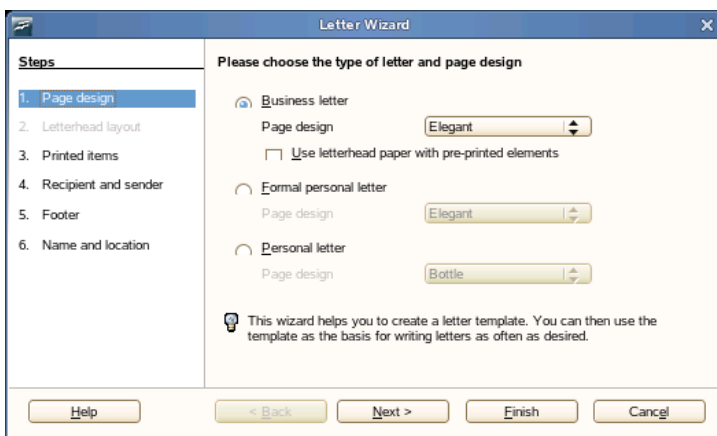 Letter Wizard
Steps
1. Page design
2. Letterhead layout
3. Printed items
4. Recipient and sender
5. Footer
6. Name and location
Please choose the type of letter and page design
Business letter
Page design Elegant
Use letterhead paper with pre-printed elements
Formal personal letter
Page design Elegant
Personal letter
Page design Bottle
This wizard helps you to create a letter template. You can then use the
template as the basis for writing letters as often as desired.
Help < Back Next > Finish Cancel